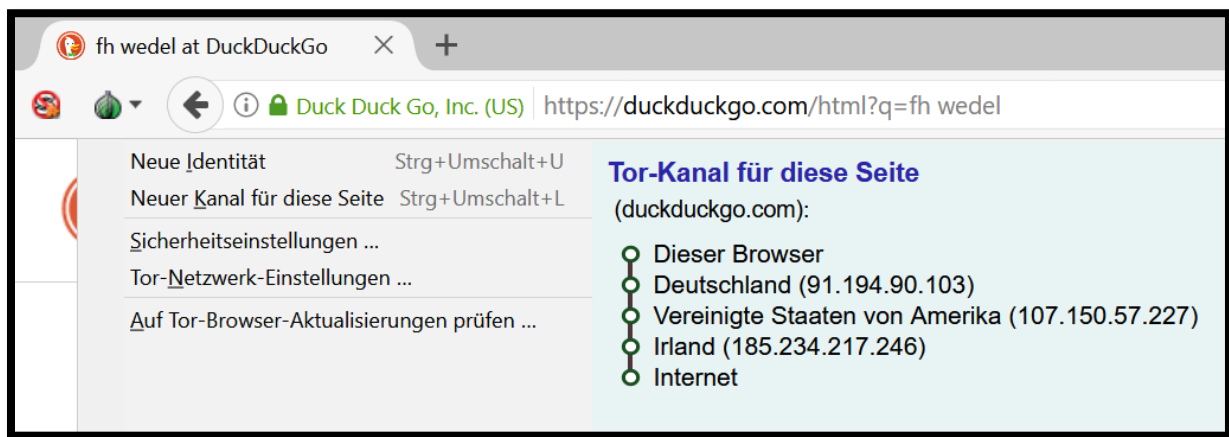 fh wedel at DuckDuckGo
Duck Duck Go, Inc. (US) https://duckduckgo.com/html?q=fh wedel
Neue Identität Strg+Umschalt+U
Neuer Kanal für diese Seite Strg+Umschalt+L
Sicherheitseinstellungen ...
Tor-Netzwerk-Einstellungen ...
Auf Tor-Browser-Aktualisierungen prüfen ...
Tor-Kanal für diese Seite
(duckduckgo.com):
Dieser Browser
Deutschland (91.194.90.103)
Vereinigte Staaten von Amerika (107.150.57.227)
Irland (185.234.217.246)
Internet